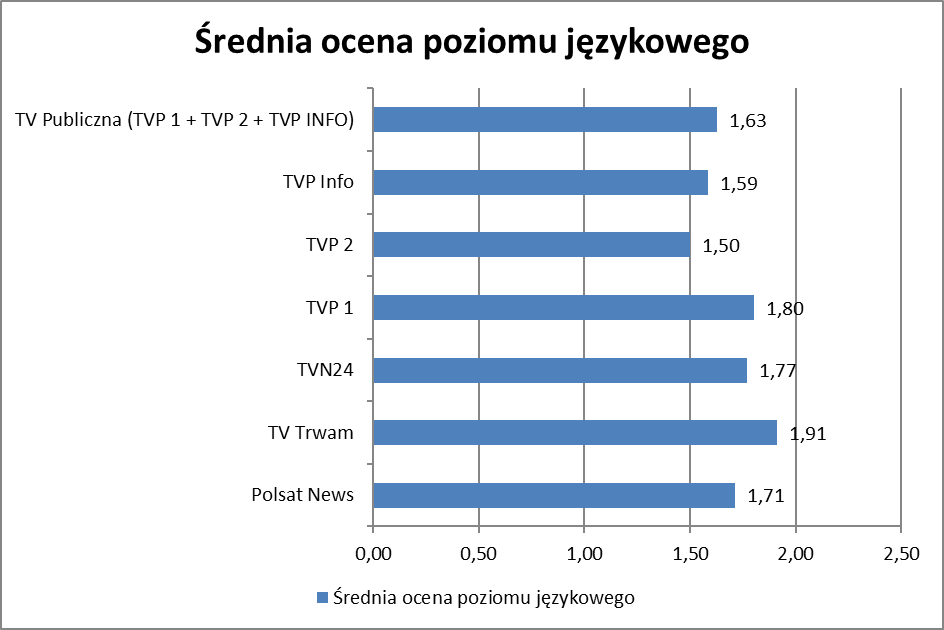 Średnia ocena poziomu językowego
TV Publiczna (TVP 1 + TVP 2 + TVP INFO)
1,63
TVP Info
1,59
TVP 2
1,50
TVP 1
1,80
TVN24
1,77
TV Trwam
1,91
Polsat News
1,71
0,00 0,50 1,00 1,50 2,00 2,50
Średnia ocena poziomu językowego